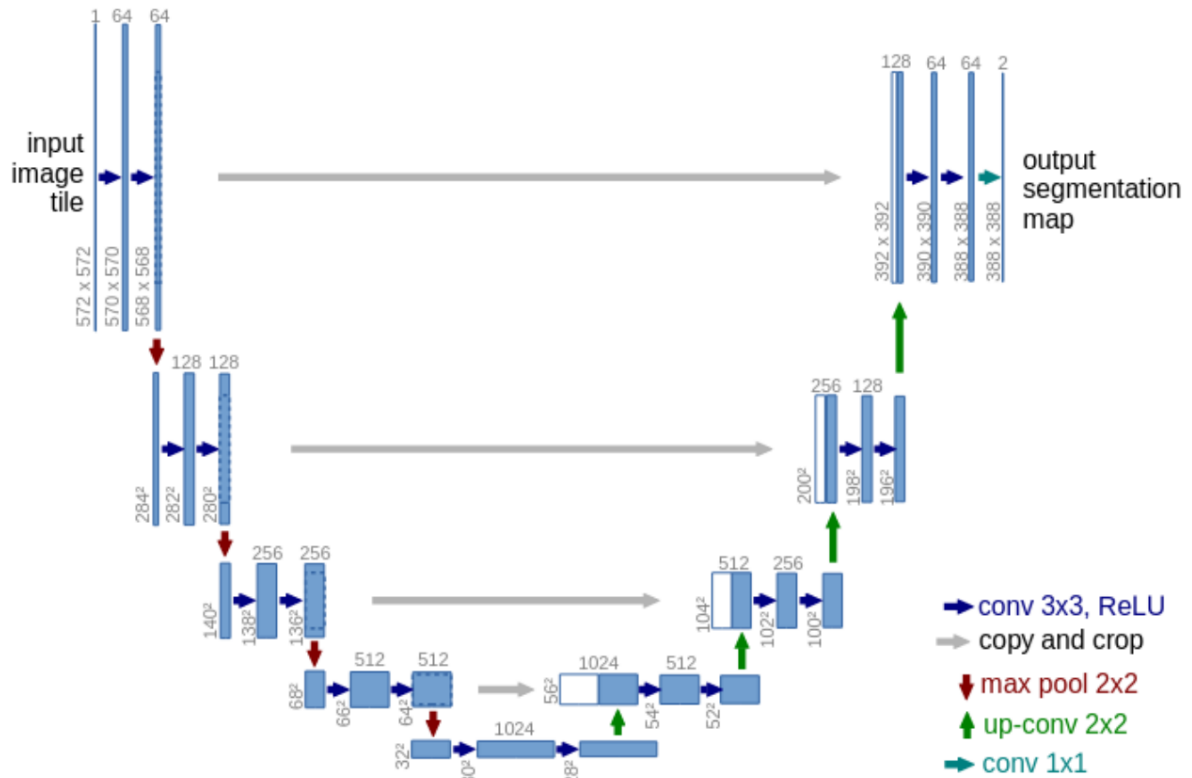 1 64 64
input
image
tile
572 x 572
570 x 570
568 x 568
128 64 64 2
392 x 392
390 x 390
388 x 388
388 x 388
output
segmentation
map
128 128
284²
282²
280²
256 128
200²
198²
196²
256 256
140²
138²
136²
512 256
104²
102²
100²
512 512
68²
66²
64²
1024 512
56²
54²
52²
1024
32²
conv 3x3, ReLU
copy and crop
max pool 2x2
up-conv 2x2
conv 1x1